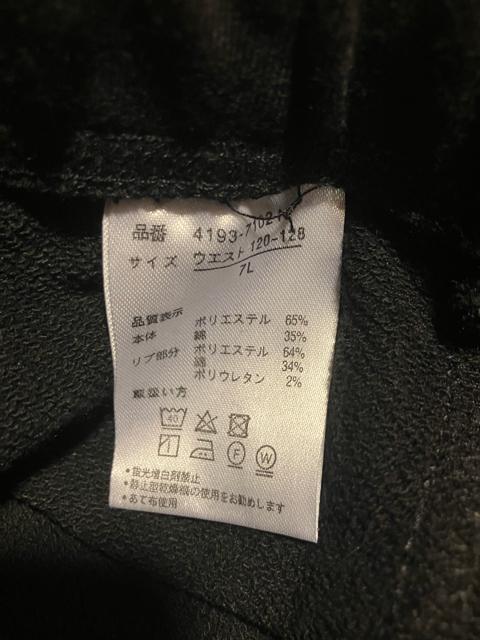 品番 4193-7102
サイズ ウエスト 120-128
7L
品質表示
本体 ポリエステル 65%
綿 35%
リブ部分 ポリエステル 64%
綿 34%
ポリウレタン 2%
取扱い方
40
F W
•蛍光増白剤禁止
•静止型乾燥機の使用をお勧めします
•あて布使用